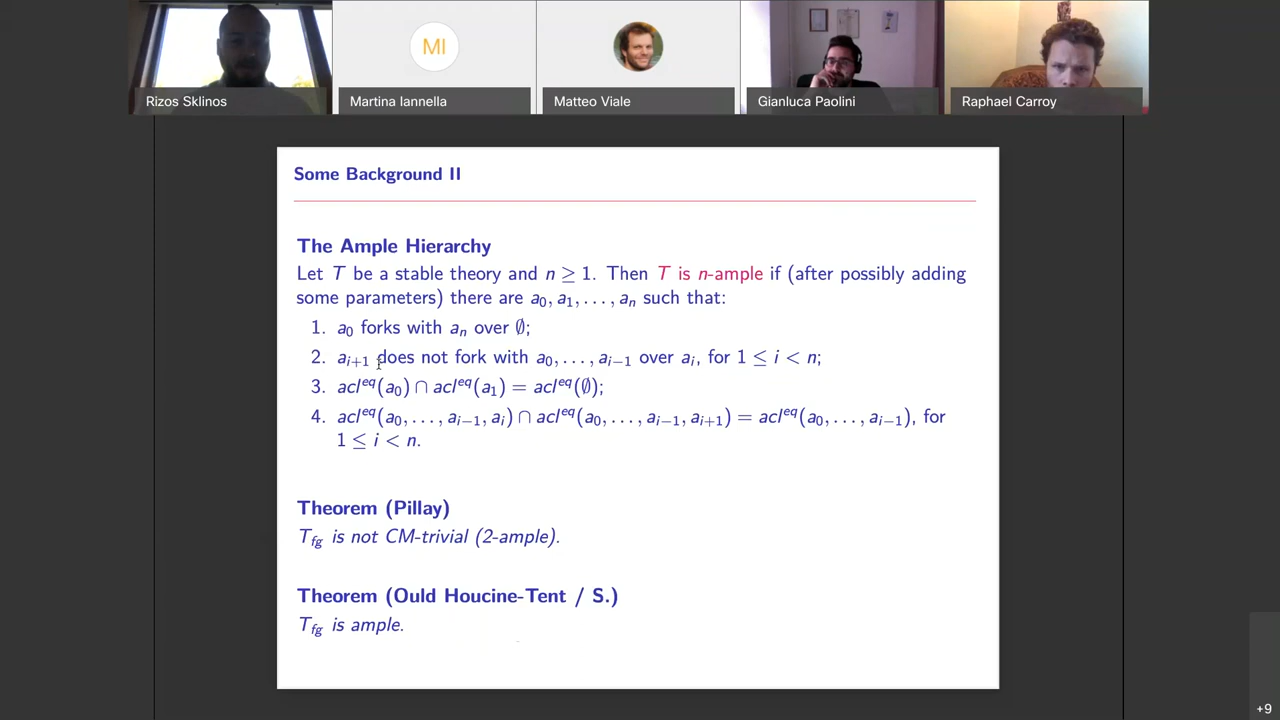 MI
Rizos Sklinos
Martina Iannella
Matteo Viale
Gianluca Paolini
Raphael Carroy
Some Background II
The Ample Hierarchy
Let T be a stable theory and n ≥ 1. Then T is n-ample if (after possibly adding
some parameters) there are a₀, a₁, . . . , aₙ such that:
1. a₀ forks with aₙ over ∅;
2. aᵢ₊₁ does not fork with a₀, . . . , aᵢ₋₁ over aᵢ, for 1 ≤ i < n;
3. acl^eq(a₀) ∩ acl^eq(a₁) = acl^eq(∅);
4. acl^eq(a₀, . . . , aᵢ₋₁, aᵢ) ∩ acl^eq(a₀, . . . , aᵢ₋₁, aᵢ₊₁) = acl^eq(a₀, . . . , aᵢ₋₁), for
1 ≤ i < n.
Theorem (Pillay)
T_fg is not CM-trivial (2-ample).
Theorem (Ould Houcine-Tent / S.)
T_fg is ample.
+9